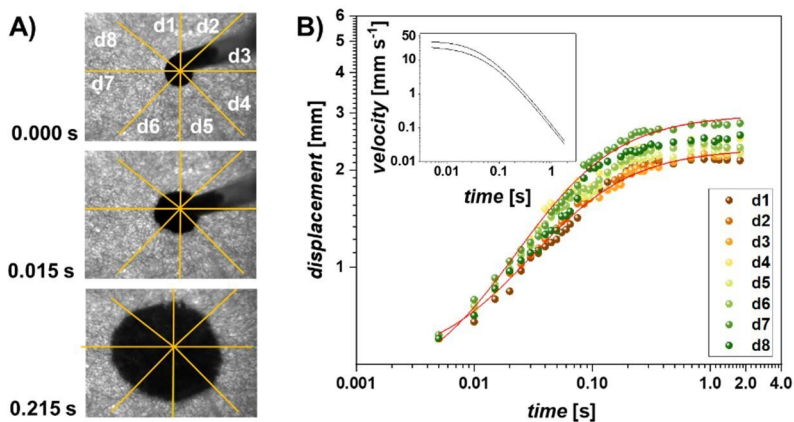 A)
d1 d2
d8
d3
d7
d4
d6 d5
0.000 s
0.015 s
0.215 s
B)
displacement [mm]
6
5
4
3
2
1
velocity [mm s⁻¹]
50
10
1
0.1
0.01
0.01 0.1 1
time [s]
d1
d2
d3
d4
d5
d6
d7
d8
0.001 0.01 0.10 1.0 2.0 4.0
time [s]